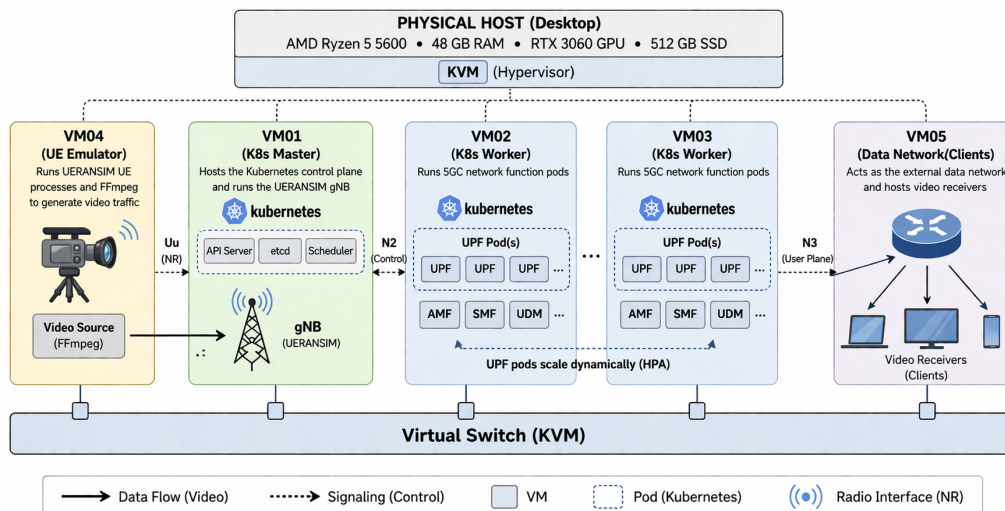 PHYSICAL HOST (Desktop)
AMD Ryzen 5 5600 • 48 GB RAM • RTX 3060 GPU • 512 GB SSD
KVM (Hypervisor)
VM04
(UE Emulator)
Runs UERANSIM UE
processes and FFmpeg
to generate video traffic
Video Source
(FFmpeg)
Uu
(NR)
VM01
(K8s Master)
Hosts the Kubernetes control plane
and runs the UERANSIM gNB
kubernetes
API Server
etcd
Scheduler
gNB
(UERANSIM)
N2
(Control)
VM02
(K8s Worker)
Runs 5GC network function pods
kubernetes
UPF Pod(s)
UPF UPF UPF ...
AMF SMF UDM ...
...
VM03
(K8s Worker)
Runs 5GC network function pods
kubernetes
UPF Pod(s)
UPF UPF UPF ...
AMF SMF UDM ...
UPF pods scale dynamically (HPA)
N3
(User Plane)
VM05
(Data Network/Clients)
Acts as the external data network
and hosts video receivers
Video Receivers
(Clients)
Virtual Switch (KVM)
Data Flow (Video)
Signaling (Control)
VM
Pod (Kubernetes)
Radio Interface (NR)